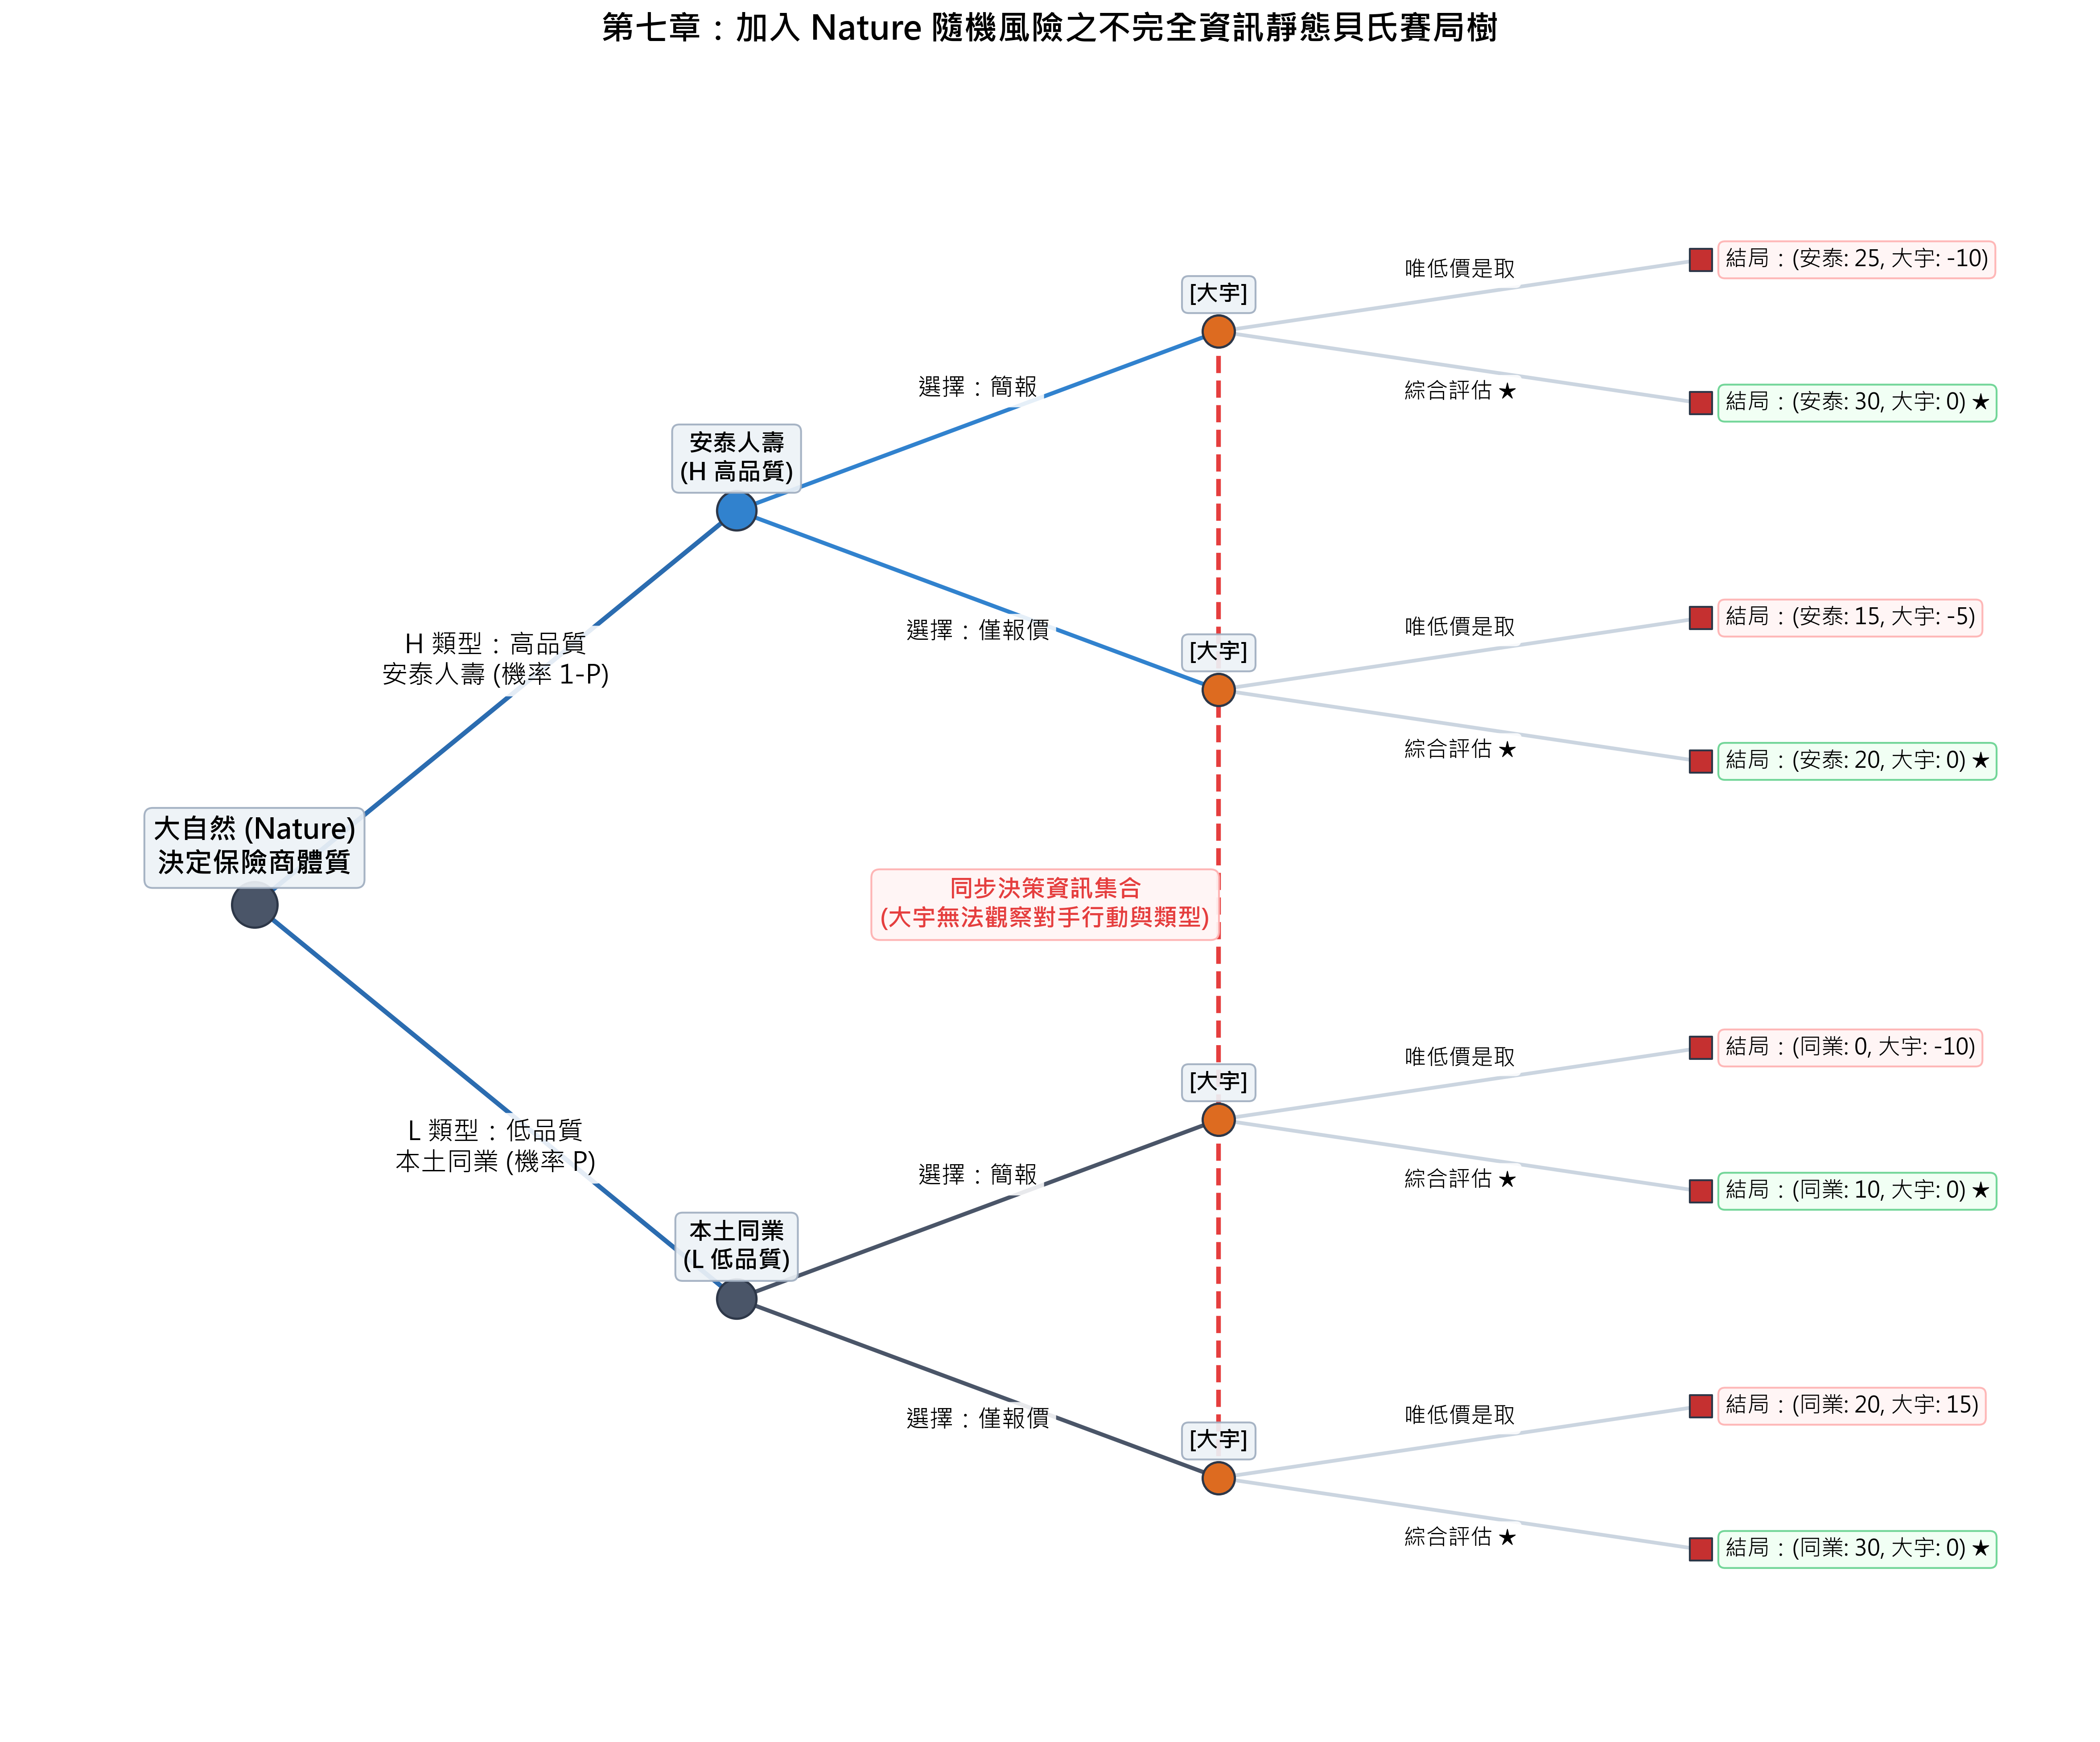 第七章：加入 Nature 隨機風險之不完全資訊靜態貝氏賽局樹
唯低價是取
結局：(安泰: 25, 大宇: -10)
[大宇]
選擇：簡報
綜合評估 ★
結局：(安泰: 30, 大宇: 0) ★
安泰人壽
(H 高品質)
唯低價是取
結局：(安泰: 15, 大宇: -5)
選擇：僅報價
[大宇]
H 類型：高品質
安泰人壽 (機率 1-P)
綜合評估 ★
結局：(安泰: 20, 大宇: 0) ★
大自然 (Nature)
決定保險商體質
同步決策資訊集合
(大宇無法觀察對手行動與類型)
唯低價是取
結局：(同業: 0, 大宇: -10)
[大宇]
L 類型：低品質
本土同業 (機率 P)
選擇：簡報
綜合評估 ★
結局：(同業: 10, 大宇: 0) ★
本土同業
(L 低品質)
唯低價是取
結局：(同業: 20, 大宇: 15)
選擇：僅報價
[大宇]
綜合評估 ★
結局：(同業: 30, 大宇: 0) ★